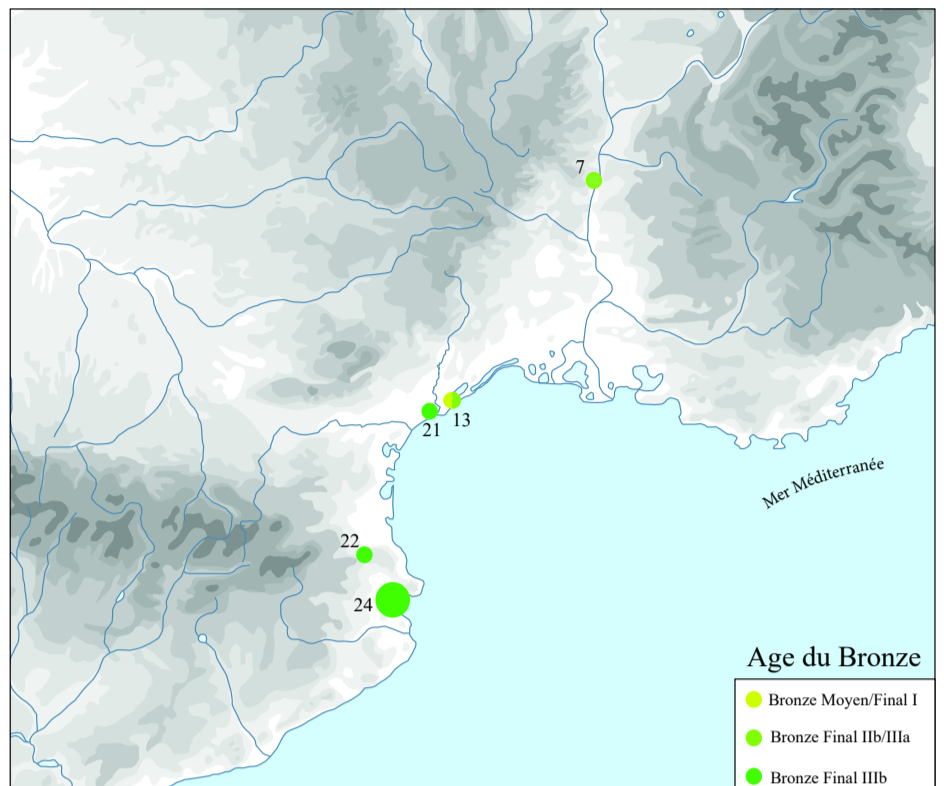 7
13
21
Mer Méditerranée
22
24
Age du Bronze
Bronze Moyen/Final I
Bronze Final IIb/IIIa
Bronze Final IIIb